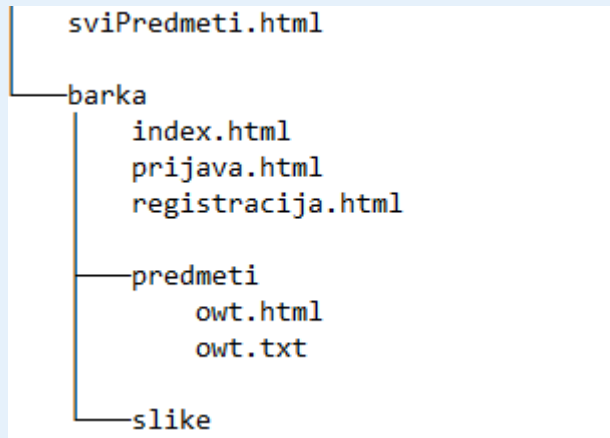 sviPredmeti.html
barka
index.html
prijava.html
registracija.html
predmeti
owt.html
owt.txt
slike